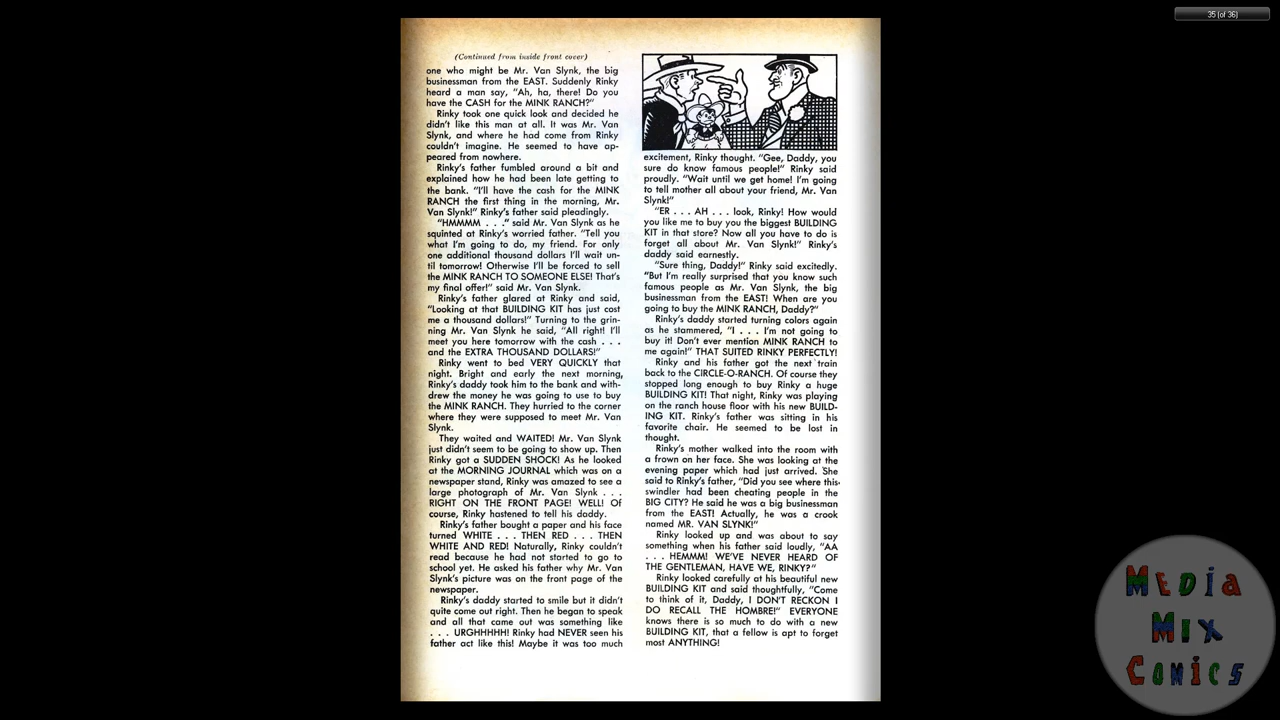 35 (of 36)
(Continued from inside front cover)
one who might be Mr. Van Slynk, the big
businessman from the EAST. Suddenly Rinky
heard a man say, "Ah, ha, there! Do you
have the CASH for the MINK RANCH?"
Rinky took one quick look and decided he
didn't like this man at all. It was Mr. Van
Slynk, and where he had come from Rinky
couldn't imagine. He seemed to have ap-
peared from nowhere.
Rinky's father fumbled around a bit and
explained how he had been late getting to
the bank. "I'll have the cash for the MINK
RANCH the first thing in the morning, Mr.
Van Slynk!" Rinky's father said pleadingly.
"HMMMM . . ." said Mr. Van Slynk as he
squinted at Rinky's worried father. "Tell you
what I'm going to do, my friend. For only
one additional thousand dollars I'll wait un-
til tomorrow! Otherwise I'll be forced to sell
the MINK RANCH TO SOMEONE ELSE! That's
my final offer!" said Mr. Van Slynk.
Rinky's father glared at Rinky and said,
"Looking at that BUILDING KIT has just cost
me a thousand dollars!" Turning to the grin-
ning Mr. Van Slynk he said, "All right! I'll
meet you here tomorrow with the cash . . .
and the EXTRA THOUSAND DOLLARS!"
Rinky went to bed VERY QUICKLY that
night. Bright and early the next morning,
Rinky's daddy took him to the bank and with-
drew the money he was going to use to buy
the MINK RANCH. They hurried to the corner
where they were supposed to meet Mr. Van
Slynk.
They waited and WAITED! Mr. Van Slynk
just didn't seem to be going to show up. Then
Rinky got a SUDDEN SHOCK! As he looked
at the MORNING JOURNAL which was on a
newspaper stand, Rinky was amazed to see a
large photograph of Mr. Van Slynk . . .
RIGHT ON THE FRONT PAGE! WELL! Of
course, Rinky hastened to tell his daddy.
Rinky's father bought a paper and his face
turned WHITE . . . THEN RED . . . THEN
WHITE AND RED! Naturally, Rinky couldn't
read because he had not started to go to
school yet. He asked his father why Mr. Van
Slynk's picture was on the front page of the
newspaper.
Rinky's daddy started to smile but it didn't
quite come out right. Then he began to speak
and all that came out was something like
. . . URGHHHHH! Rinky had NEVER seen his
father act like this! Maybe it was too much
excitement, Rinky thought. "Gee, Daddy, you
sure do know famous people!" Rinky said
proudly. "Wait until we get home! I'm going
to tell mother all about your friend, Mr. Van
Slynk!"
"ER . . . AH . . . look, Rinky! How would
you like me to buy you the biggest BUILDING
KIT in that store? Now all you have to do is
forget all about Mr. Van Slynk!" Rinky's
daddy said earnestly.
"Sure thing, Daddy!" Rinky said excitedly.
"But I'm really surprised that you know such
famous people as Mr. Van Slynk, the big
businessman from the EAST! When are you
going to buy the MINK RANCH, Daddy?"
Rinky's daddy started turning colors again
as he stammered, "I . . . I'm not going to
buy it! Don't ever mention MINK RANCH to
me again!" THAT SUITED RINKY PERFECTLY!
Rinky and his father got the next train
back to the CIRCLE-O-RANCH. Of course they
stopped long enough to buy Rinky a huge
BUILDING KIT! That night, Rinky was playing
on the ranch house floor with his new BUILD-
ING KIT. Rinky's father was sitting in his
favorite chair. He seemed to be lost in
thought.
Rinky's mother walked into the room with
a frown on her face. She was looking at the
evening paper which had just arrived. She
said to Rinky's father, "Did you see where this
swindler had been cheating people in the
BIG CITY? He said he was a big businessman
from the EAST! Actually, he was a crook
named MR. VAN SLYNK!"
Rinky looked up and was about to say
something when his father said loudly, "AA
. . . HEMMM! WE'VE NEVER HEARD OF
THE GENTLEMAN, HAVE WE, RINKY?"
Rinky looked carefully at his beautiful new
BUILDING KIT and said thoughtfully, "Come
to think of it, Daddy, I DON'T RECKON I
DO RECALL THE HOMBRE!" EVERYONE
knows there is so much to do with a new
BUILDING KIT, that a fellow is apt to forget
most ANYTHING!
MEDIA
MIX
COMICS